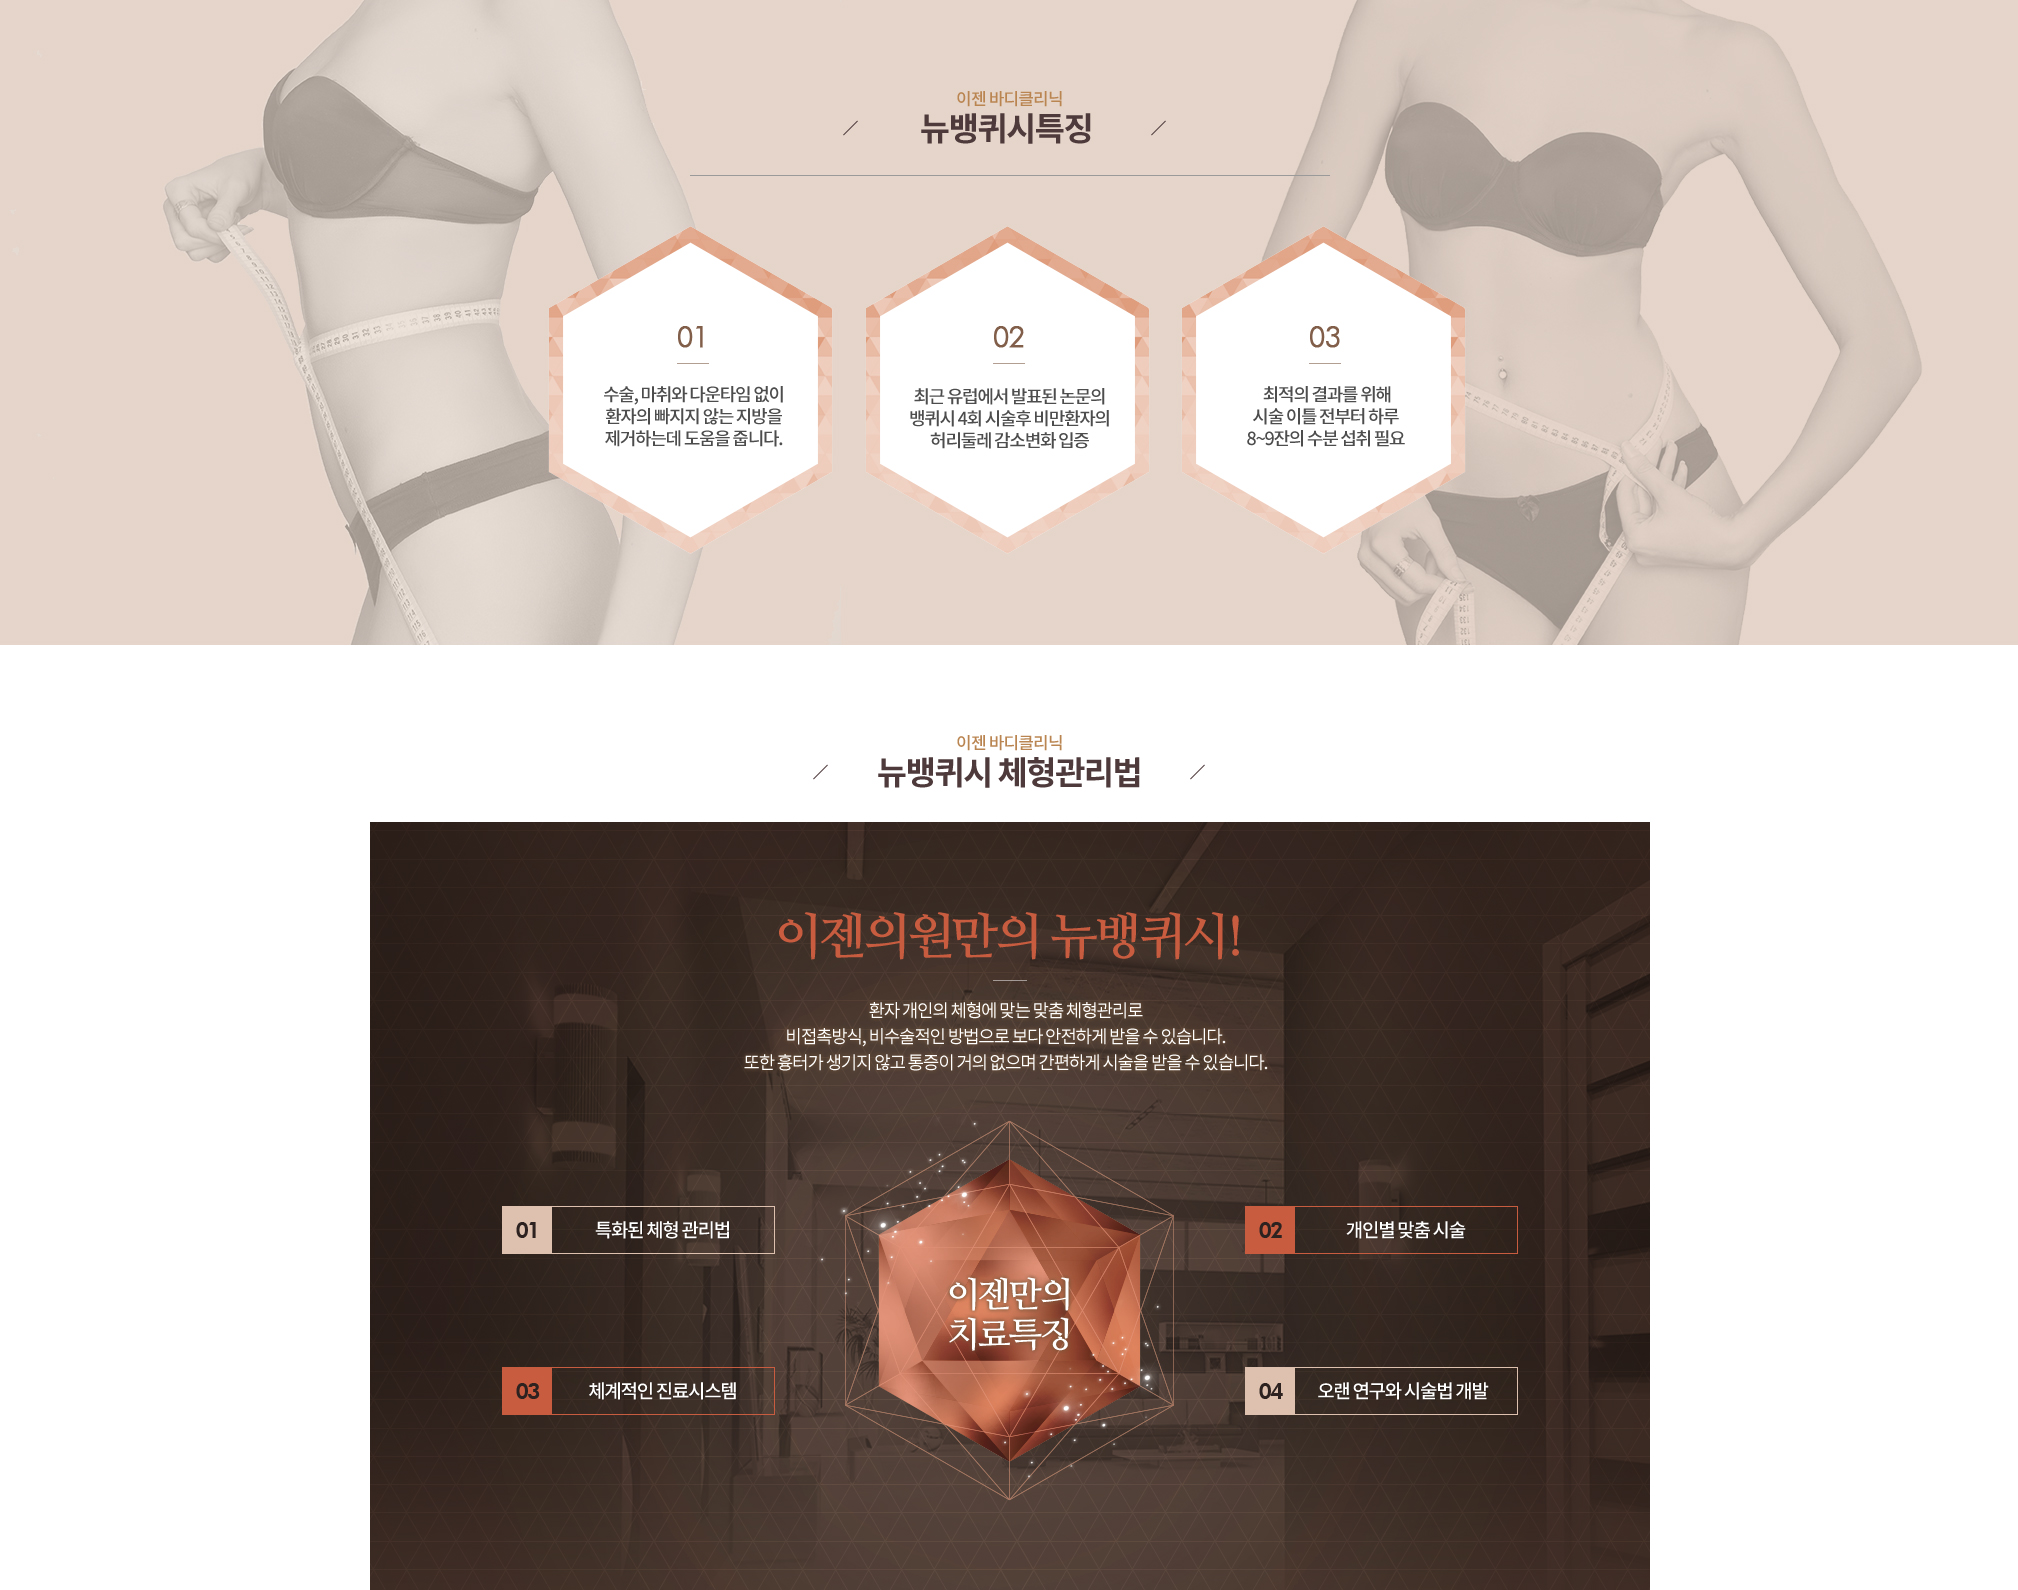 이젠 바디클리닉
뉴뱅퀴시특징
01
수술, 마취와 다운타임 없이
환자의 빠지지 않는 지방을
제거하는데 도움을 줍니다.
02
최근 유럽에서 발표된 논문의
뱅퀴시 4회 시술후 비만환자의
허리둘레 감소변화 입증
03
최적의 결과를 위해
시술 이틀 전부터 하루
8~9잔의 수분 섭취 필요
이젠 바디클리닉
뉴뱅퀴시 체형관리법
이젠의원만의 뉴뱅퀴시!
환자 개인의 체형에 맞는 맞춤 체형관리로
비접촉방식, 비수술적인 방법으로 보다 안전하게 받을 수 있습니다.
또한 흉터가 생기지 않고 통증이 거의 없으며 간편하게 시술을 받을 수 있습니다.
01 특화된 체형 관리법
02 개인별 맞춤 시술
이젠만의
치료특징
03 체계적인 진료시스템
04 오랜 연구와 시술법 개발